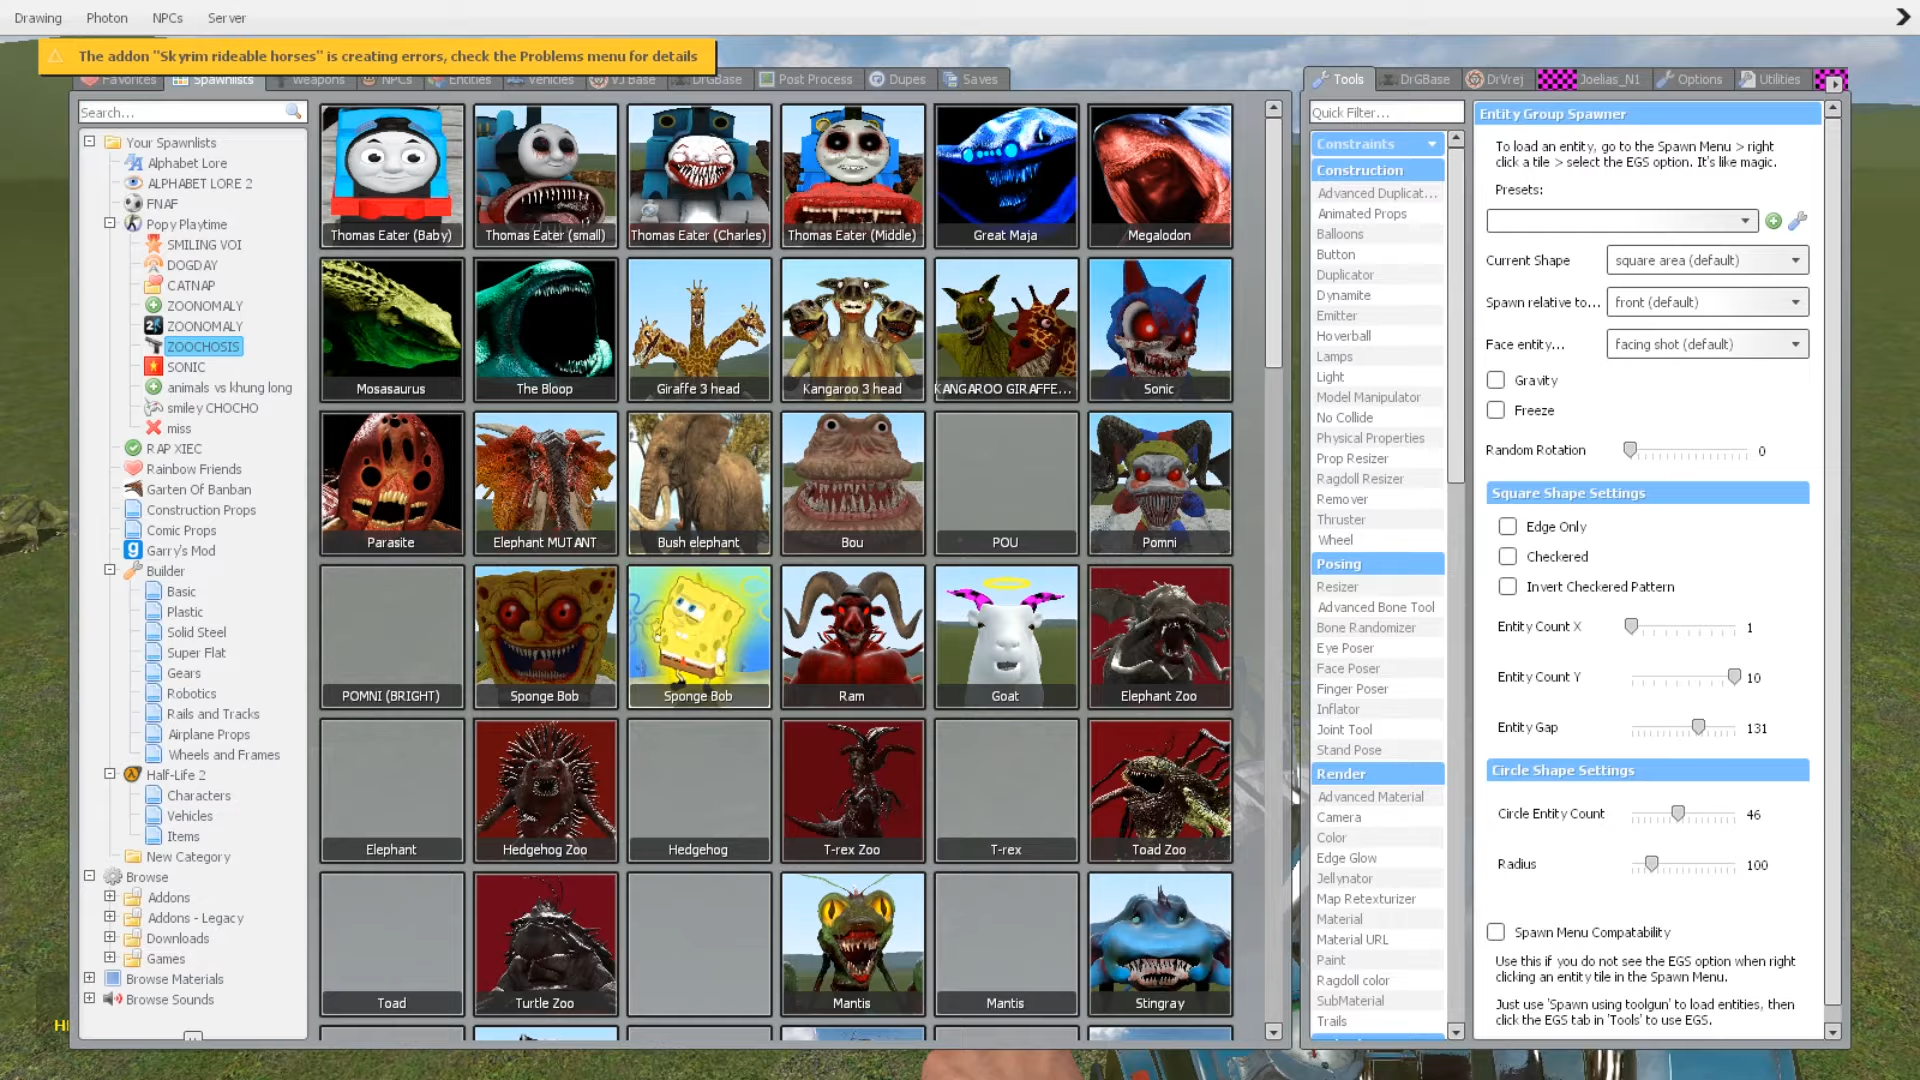 Drawing Photon NPCs Server
The addon "Skyrim rideable horses" is creating errors, check the Problems menu for details
Favorites Spawnlists Weapons NPCs Entities Vehicles VJ Base DrGBase Post Process Dupes Saves
Search...
Your Spawnlists
Alphabet Lore
ALPHABET LORE 2
FNAF
Popy Playtime
SMILING VOI
DOGDAY
CATNAP
ZOONOMALY
ZOONOMALY
ZOOCHOSIS
SONIC
animals vs khung long
smiley CHOCHO
miss
RAP XIEC
Rainbow Friends
Garten Of Banban
Construction Props
Comic Props
Garry's Mod
Builder
Basic
Plastic
Solid Steel
Super Flat
Gears
Robotics
Rails and Tracks
Airplane Props
Wheels and Frames
Half-Life 2
Characters
Vehicles
Items
New Category
Browse
Addons
Addons - Legacy
Downloads
Games
Browse Materials
Browse Sounds
Thomas Eater (Baby) Thomas Eater (small) Thomas Eater (Charles) Thomas Eater (Middle) Great Maja Megalodon
Mosasaurus The Bloop Giraffe 3 head Kangaroo 3 head KANGAROO GIRAFFE... Sonic
Parasite Elephant MUTANT Bush elephant Bou POU Pomni
POMNI (BRIGHT) Sponge Bob Sponge Bob Ram Goat Elephant Zoo
Elephant Hedgehog Zoo Hedgehog T-rex Zoo T-rex Toad Zoo
Toad Turtle Zoo Mantis Mantis Stingray
Tools DrGBase DrVrej Joelias_N1 Options Utilities
Quick Filter...
Constraints
Construction
Advanced Duplicat...
Animated Props
Balloons
Button
Duplicator
Dynamite
Emitter
Hoverball
Lamps
Light
Model Manipulator
No Collide
Physical Properties
Prop Resizer
Ragdoll Resizer
Remover
Thruster
Wheel
Posing
Resizer
Advanced Bone Tool
Bone Randomizer
Eye Poser
Face Poser
Finger Poser
Inflator
Joint Tool
Stand Pose
Render
Advanced Material
Camera
Color
Edge Glow
Jellynator
Map Retexturizer
Material
Material URL
Paint
Ragdoll color
SubMaterial
Trails
Entity Group Spawner
To load an entity, go to the Spawn Menu > right
click a tile > select the EGS option. It's like magic.
Presets:
Current Shape square area (default)
Spawn relative to... front (default)
Face entity... facing shot (default)
Gravity
Freeze
Random Rotation 0
Square Shape Settings
Edge Only
Checkered
Invert Checkered Pattern
Entity Count X 1
Entity Count Y 10
Entity Gap 131
Circle Shape Settings
Circle Entity Count 46
Radius 100
Spawn Menu Compatability
Use this if you do not see the EGS option when right
clicking an entity tile in the Spawn Menu.
Just use 'Spawn using toolgun' to load entities, then
click the EGS tab in 'Tools' to use EGS.